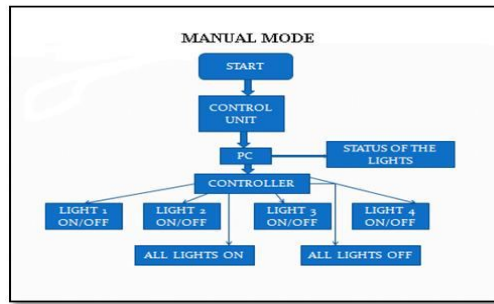 MANUAL MODE
START
CONTROL
UNIT
PC
STATUS OF THE
LIGHTS
CONTROLLER
LIGHT 1
ON/OFF
LIGHT 2
ON/OFF
LIGHT 3
ON/OFF
LIGHT 4
ON/OFF
ALL LIGHTS ON
ALL LIGHTS OFF